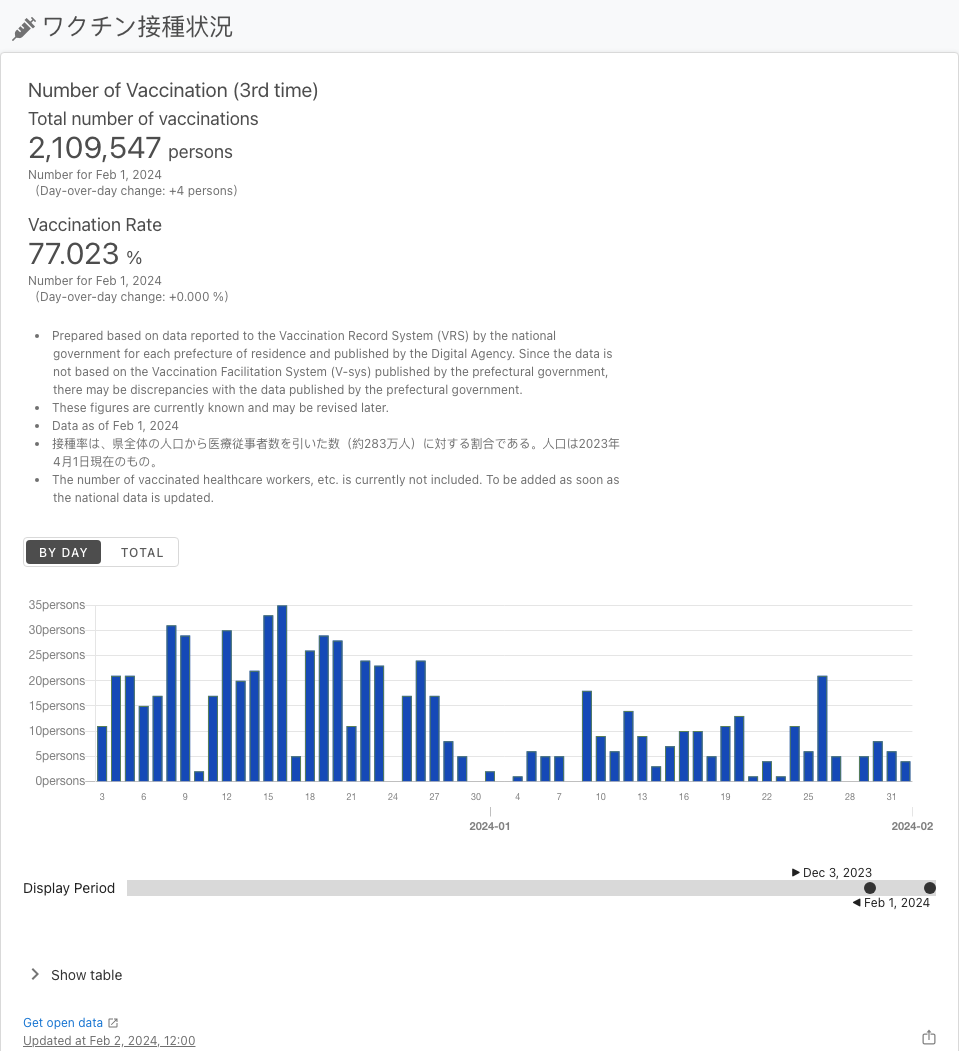 ワクチン接種状況
Number of Vaccination (3rd time)
Total number of vaccinations
2,109,547 persons
Number for Feb 1, 2024
(Day-over-day change: +4 persons)
Vaccination Rate
77.023 %
Number for Feb 1, 2024
(Day-over-day change: +0.000 %)
• Prepared based on data reported to the Vaccination Record System (VRS) by the national
government for each prefecture of residence and published by the Digital Agency. Since the data is
not based on the Vaccination Facilitation System (V-sys) published by the prefectural government,
there may be discrepancies with the data published by the prefectural government.
• These figures are currently known and may be revised later.
• Data as of Feb 1, 2024
• 接種率は、県全体の人口から医療従事者数を引いた数（約283万人）に対する割合である。人口は2023年
4月1日現在のもの。
• The number of vaccinated healthcare workers, etc. is currently not included. To be added as soon as
the national data is updated.
BY DAY TOTAL
35persons
30persons
25persons
20persons
15persons
10persons
5persons
0persons
3 6 9 12 15 18 21 24 27 30 4 7 10 13 16 19 22 25 28 31
2024-01 2024-02
Dec 3, 2023
Display Period
Feb 1, 2024
Show table
Get open data
Updated at Feb 2, 2024, 12:00